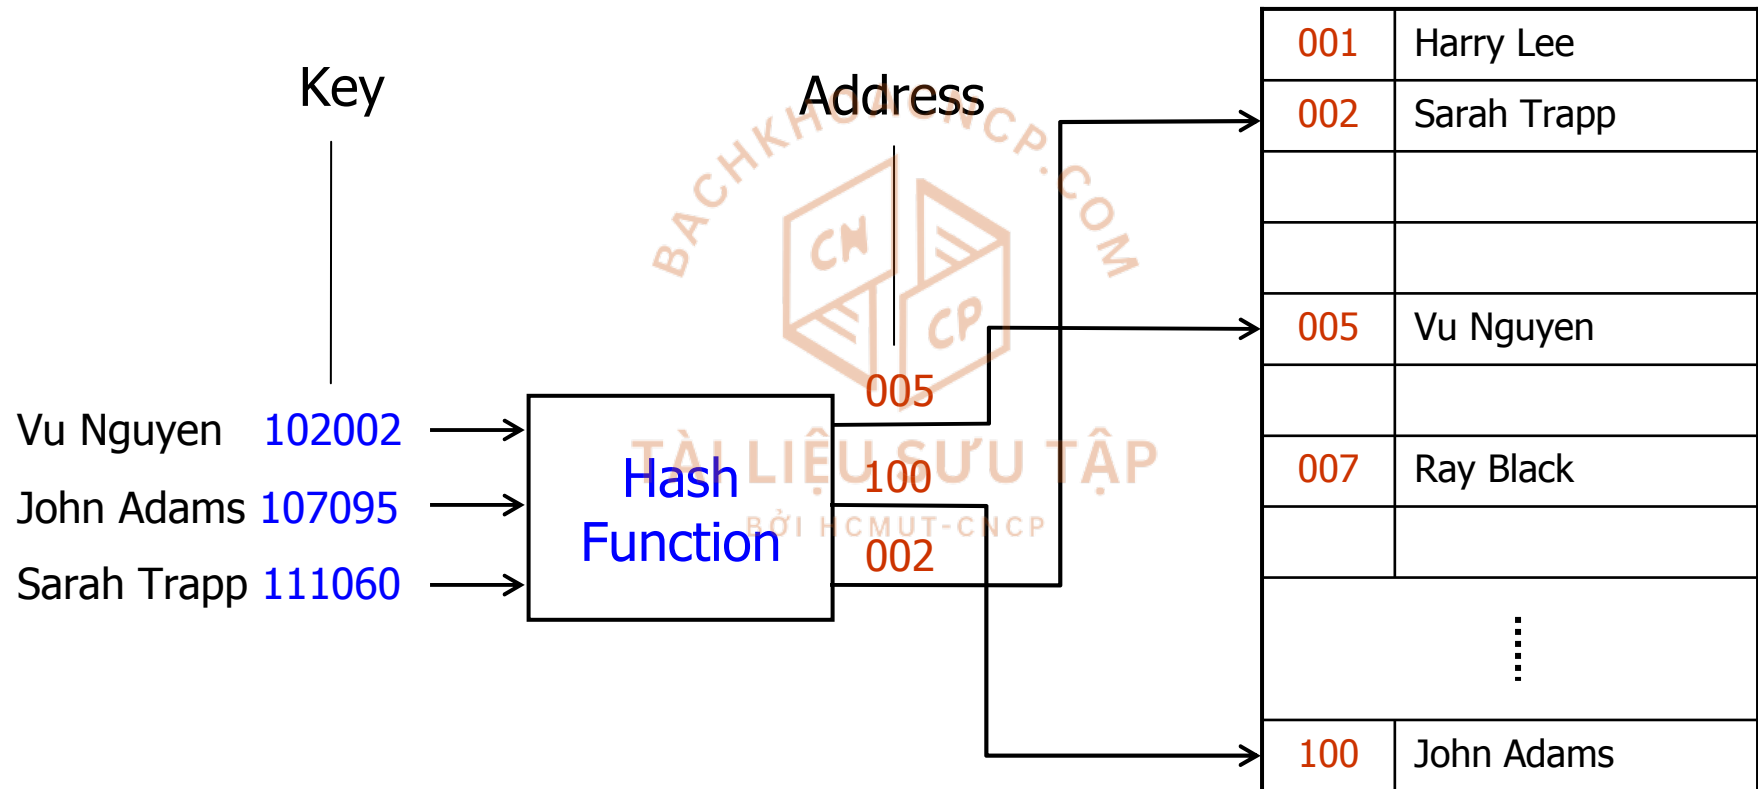 Key
Address
001 Harry Lee
002 Sarah Trapp
005 Vu Nguyen
007 Ray Black
100 John Adams
Vu Nguyen 102002
John Adams 107095
Sarah Trapp 111060
Hash
Function
005
100
002
BACHKHOACNCP.COM
CN
CP
TÀI LIỆU SƯU TẬP
BỞI HCMUT-CNCP